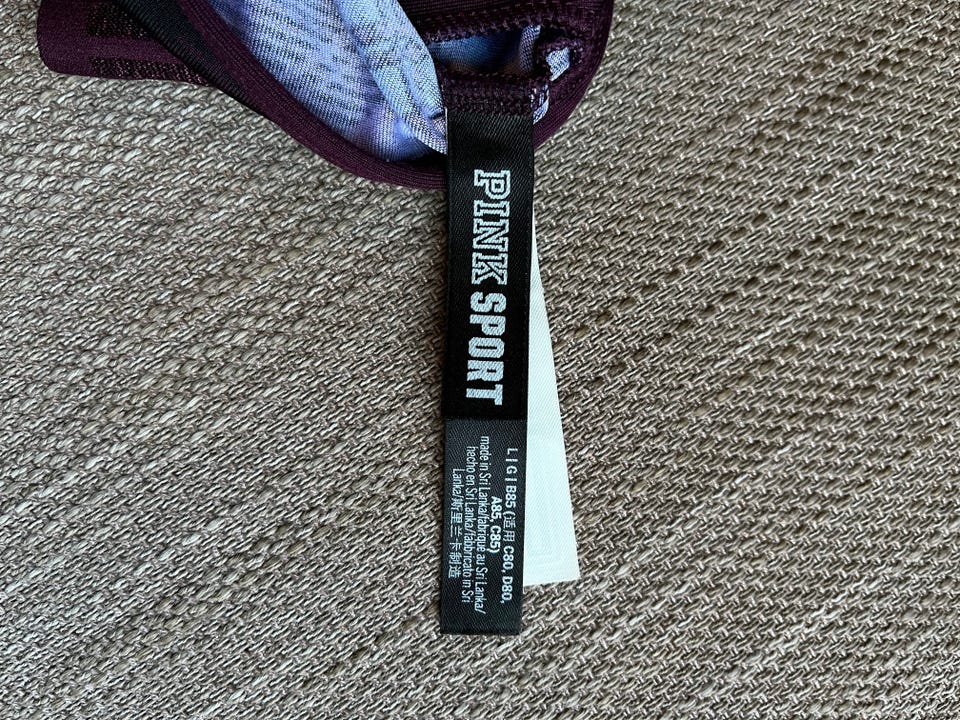 PINK SPORT
L | G | B85 (适用 C80, D80,
A85, C85)
made in Sri Lanka/fabriqué au Sri Lanka/
hecho en Sri Lanka/fabbricato in Sri
Lanka/斯里兰卡制造